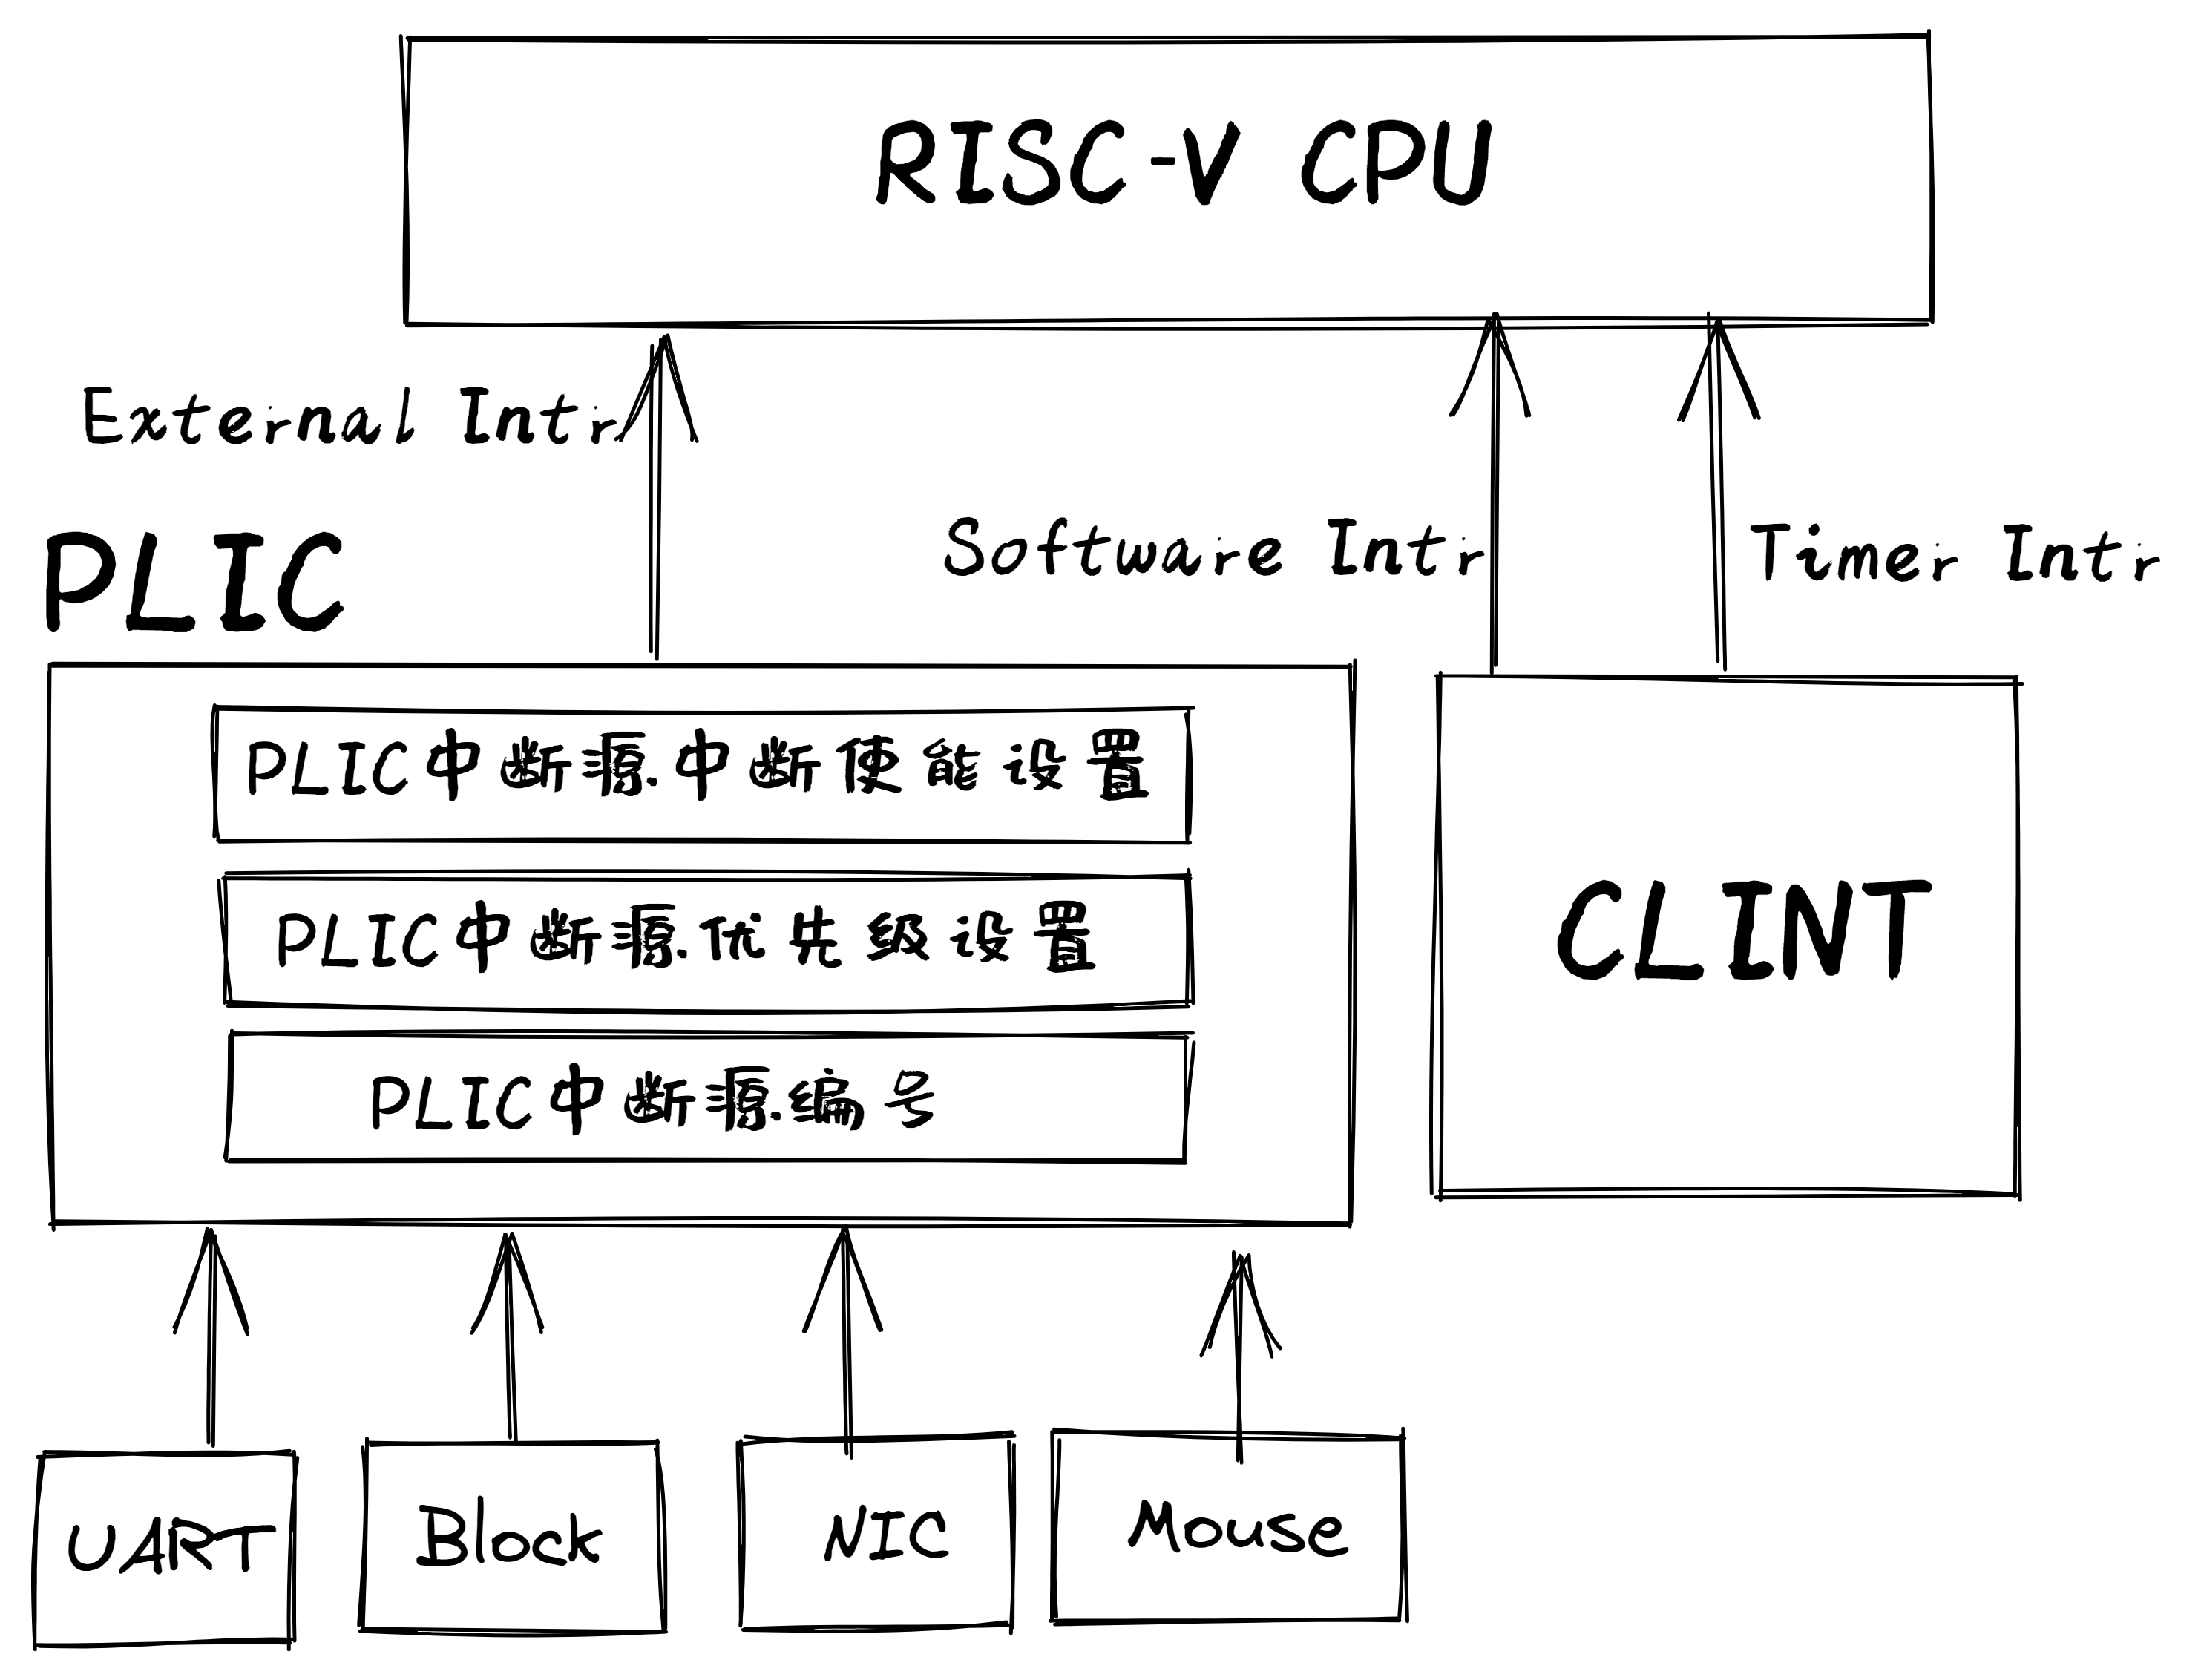 RISC-V CPU
External Intr
Software Intr
Timer Intr
PLIC
PLIC中断源中断使能设置
PLIC中断源优先级设置
PLIC中断源编号
CLINT
UART
Block
NIC
Mouse